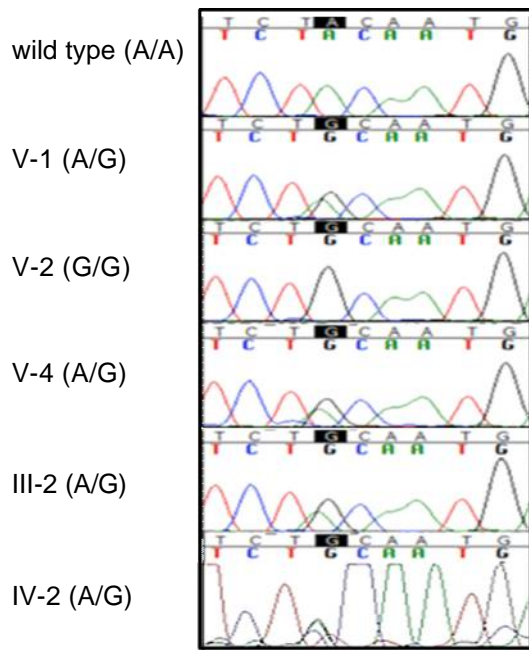 T C T A C A A T G
T C T A C A A T G
wild type (A/A)
T C T G C A A T G
T C T G C A A T G
V-1 (A/G)
T C T G C A A T G
T C T G C A A T G
V-2 (G/G)
T C T G C A A T G
T C T G C A A T G
V-4 (A/G)
T C T G C A A T G
T C T G C A A T G
III-2 (A/G)
T C T G C A A T G
T C T G C A A T G
IV-2 (A/G)